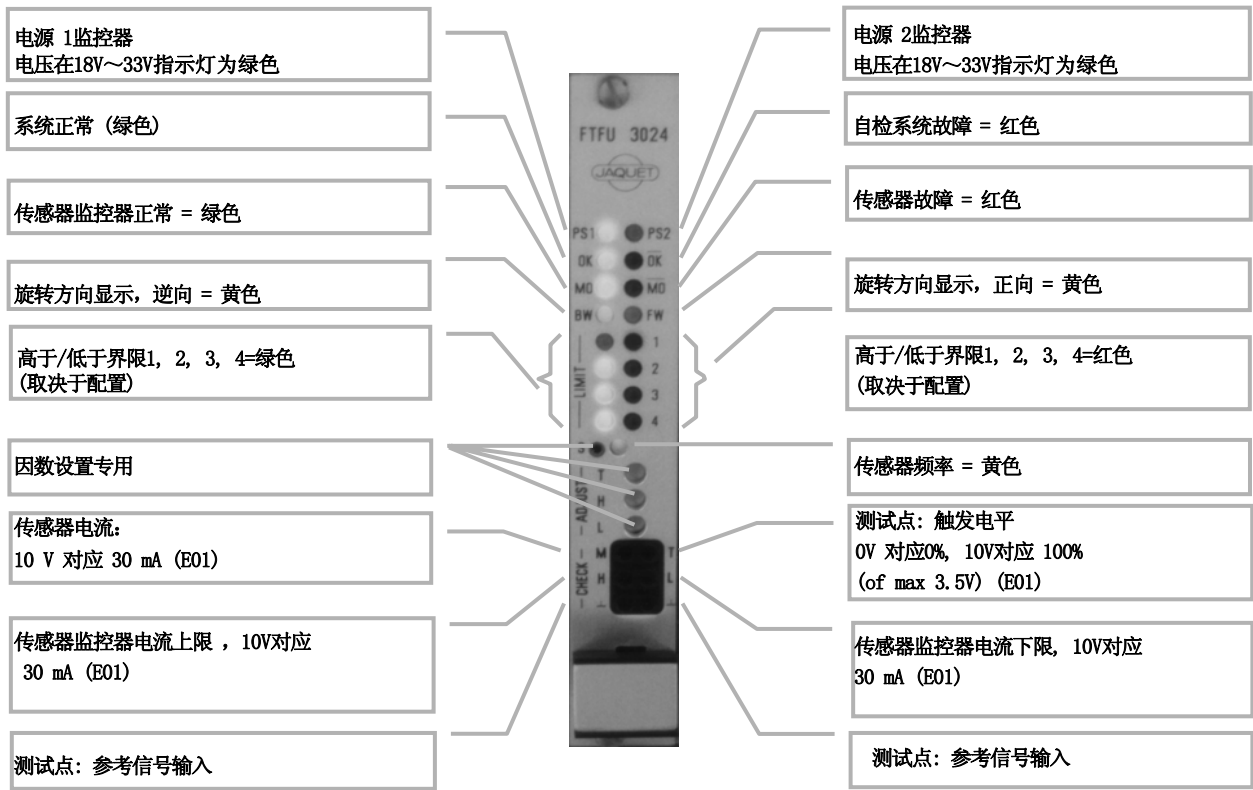 电源 1监控器
电压在18V~33V指示灯为绿色
系统正常 (绿色)
传感器监控器正常 = 绿色
旋转方向显示, 逆向 = 黄色
高于/低于界限1, 2, 3, 4=绿色
(取决于配置)
因数设置专用
传感器电流:
10 V 对应 30 mA (E01)
传感器监控器电流上限 , 10V对应
30 mA (E01)
测试点: 参考信号输入
FTFU 3024
JAQUET
PS1 PS2
OK OK
MO MO
BW FW
LIMIT
1
2
3
4
S
ADJUST
T
H
L
CHECK
M T
H L
电源 2监控器
电压在18V~33V指示灯为绿色
自检系统故障 = 红色
传感器故障 = 红色
旋转方向显示, 正向 = 黄色
高于/低于界限1, 2, 3, 4=红色
(取决于配置)
传感器频率 = 黄色
测试点: 触发电平
0V 对应0%, 10V对应 100%
(of max 3.5V) (E01)
传感器监控器电流下限, 10V对应
30 mA (E01)
测试点: 参考信号输入